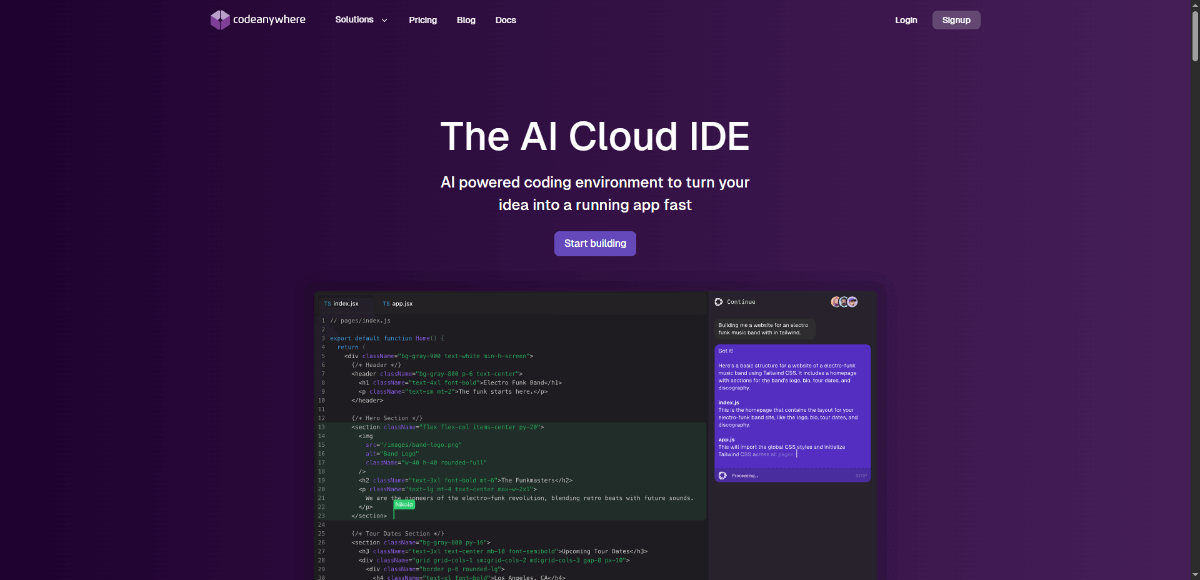 codeanywhere
Solutions
Pricing
Blog
Docs
Login
Signup
The AI Cloud IDE
AI powered coding environment to turn your
idea into a running app fast
Start building
TS index.jsx
TS app.jsx
1 // pages/index.js
2
3 export default function Home() {
4 return (
5 <div className="bg-gray-900 text-white min-h-screen">
6 {/* Header */}
7 <header className="bg-gray-800 p-6 text-center">
8 <h1 className="text-4xl font-bold">Electro Funk Band</h1>
9 <p className="text-sm mt-2">The funk starts here.</p>
10 </header>
11
12 {/* Hero Section */}
13 <section className="flex flex-col items-center py-20">
14 <img
15 src="/images/band-logo.png"
16 alt="Band Logo"
17 className="w-40 h-40 rounded-full"
18 />
19 <h2 className="text-3xl font-bold mt-6">The Funkmasters</h2>
20 <p className="text-lg mt-4 text-center max-w-2xl">
21 We are the pioneers of the electro-funk revolution, blending retro beats with future sounds.
22 </p>
23 </section>
24
25 {/* Tour Dates Section */}
26 <section className="bg-gray-800 py-16">
27 <h3 className="text-3xl text-center mb-10 font-semibold">Upcoming Tour Dates</h3>
28 <div className="grid grid-cols-1 sm:grid-cols-2 md:grid-cols-3 gap-8 px-10">
29 <div className="border p-6 rounded-lg">
30 <h4 className="text-xl font-bold">Los Angeles, CA</h4>
Continue
Building me a website for an electro
funk music band with in tailwind.
Got it!
Here's a basic structure for a website of a electro-funk
music band using Tailwind CSS. It includes a homepage
with sections for the band's logo, bio, tour dates, and
discography.
index.js
This is the homepage that contains the layout for your
electro-funk band site, like the logo, bio, tour dates, and
discography.
app.js
This will import the global CSS styles and initialize
Tailwind CSS across all pages.
Processing...